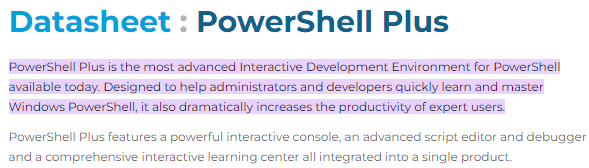 Datasheet : PowerShell Plus
PowerShell Plus is the most advanced Interactive Development Environment for PowerShell
available today. Designed to help administrators and developers quickly learn and master
Windows PowerShell, it also dramatically increases the productivity of expert users.
PowerShell Plus features a powerful interactive console, an advanced script editor and debugger
and a comprehensive interactive learning center all integrated into a single product.